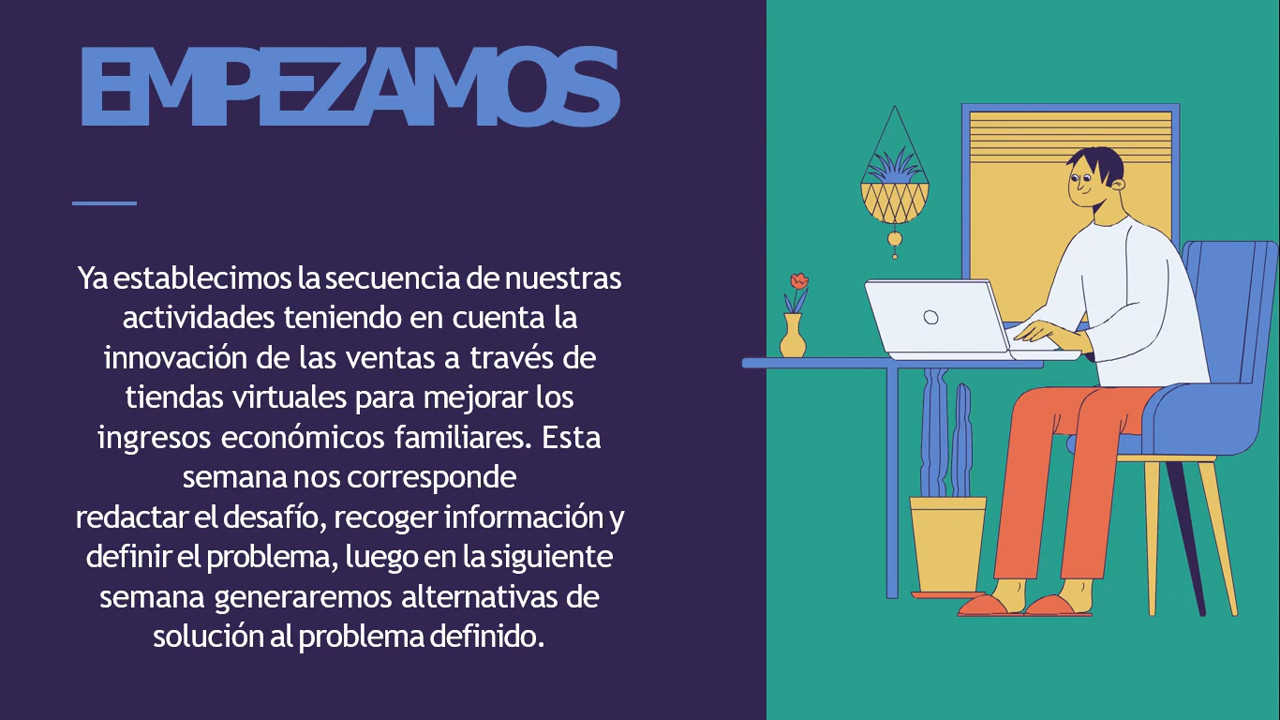 EMPEZAMOS
Ya establecimos la secuencia de nuestras
actividades teniendo en cuenta la
innovación de las ventas a través de
tiendas virtuales para mejorar los
ingresos económicos familiares. Esta
semana nos corresponde
redactar el desafío, recoger información y
definir el problema, luego en la siguiente
semana generaremos alternativas de
solución al problema definido.